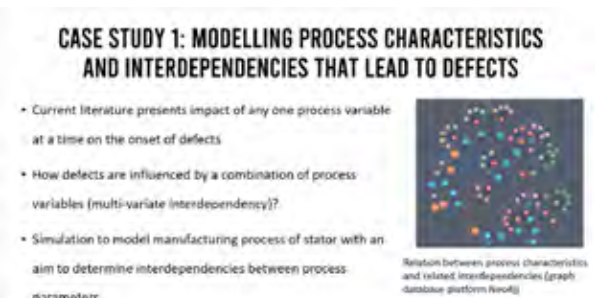 CASE STUDY 1: MODELLING PROCESS CHARACTERISTICS
AND INTERDEPENDENCIES THAT LEAD TO DEFECTS
• Current literature presents impact of any one process variable
at a time on the onset of defects
• How defects are influenced by a combination of process
variables (multi-variate interdependency)?
• Simulation to model manufacturing process of stator with an
aim to determine interdependencies between process
parameters
Relation between process characteristics
and related interdependencies (graph
database platform Neo4j)